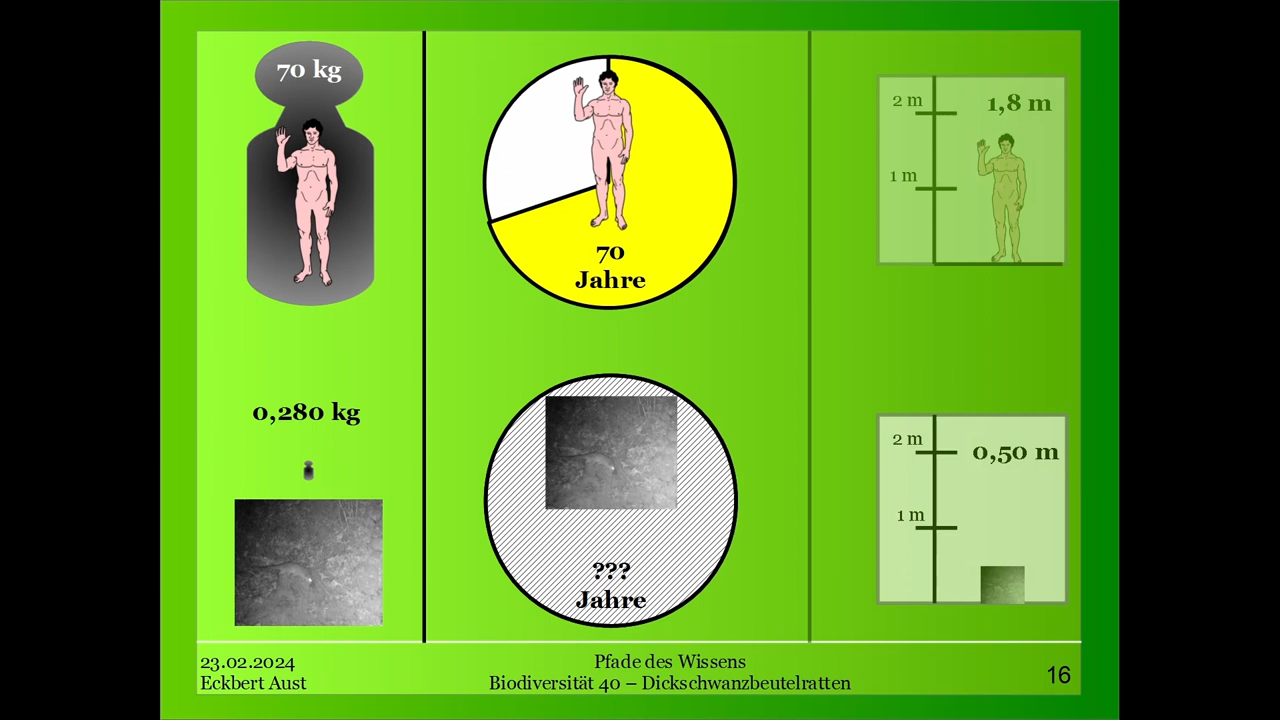 70 kg
70
Jahre
2 m
1,8 m
1 m
0,280 kg
???
Jahre
2 m
0,50 m
1 m
23.02.2024
Eckbert Aust
Pfade des Wissens
Biodiversität 40 – Dickschwanzbeutelratten
16